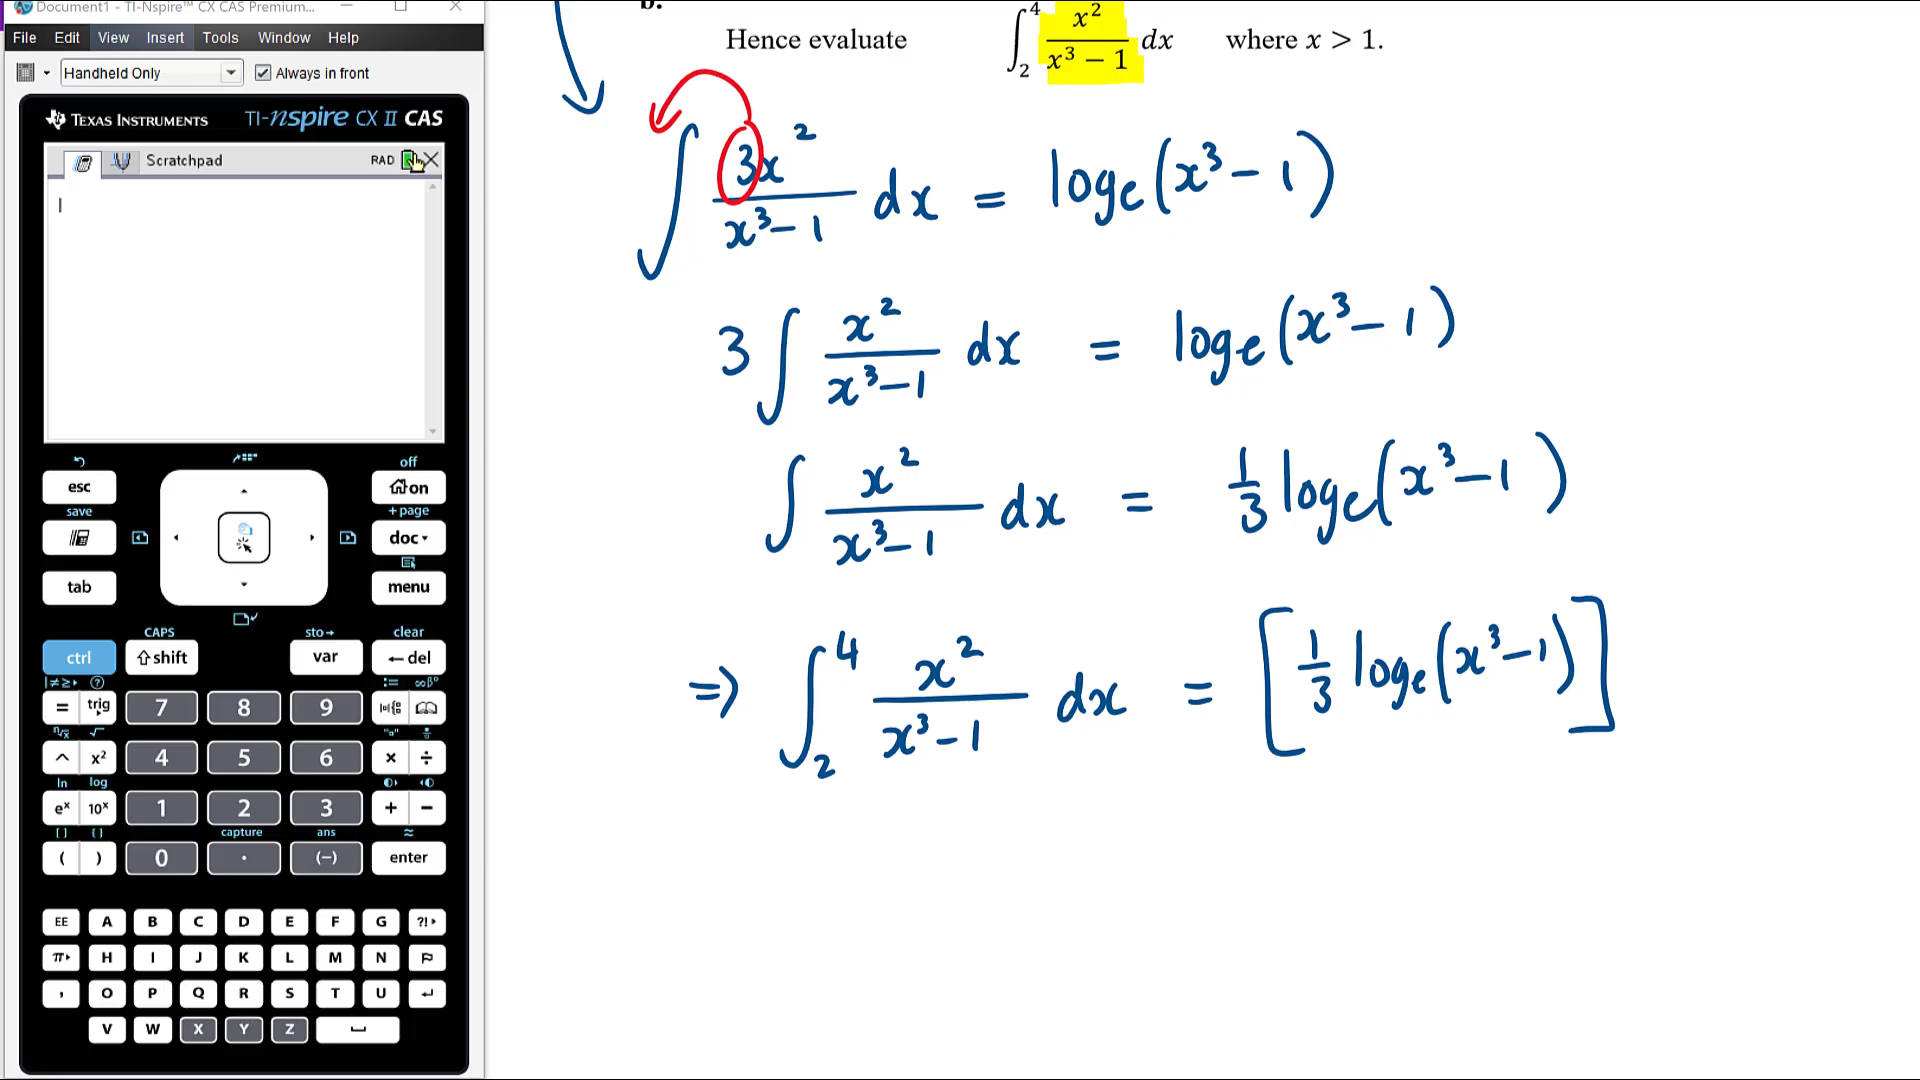 Document1 - TI-Nspire™ CX CAS Premium...
File Edit View Insert Tools Window Help
Handheld Only Always in front
TEXAS INSTRUMENTS TI-nspire CX II CAS
Scratchpad RAD
off
esc on
save + page
doc
tab menu
CAPS sto→ clear
ctrl ⇧shift var ←del
|≠≥▸ ? := ∞β°
= trig 7 8 9
ⁿ√x √
^ x² 4 5 6 × ÷
ln log
eˣ 10ˣ 1 2 3 + −
[ ] { } capture ans ≈
( ) 0 . (−) enter
EE A B C D E F G ?!▸
π▸ H I J K L M N
, O P Q R S T U ↵
V W X Y Z
b.
Hence evaluate ∫₂⁴ x²/(x³ − 1) dx where x > 1.
∫ 3x²/(x³−1) dx = logₑ(x³−1)
3∫ x²/(x³−1) dx = logₑ(x³−1)
∫ x²/(x³−1) dx = 1/3 logₑ(x³−1)
⇒ ∫₂⁴ x²/(x³−1) dx = [1/3 logₑ(x³−1)]